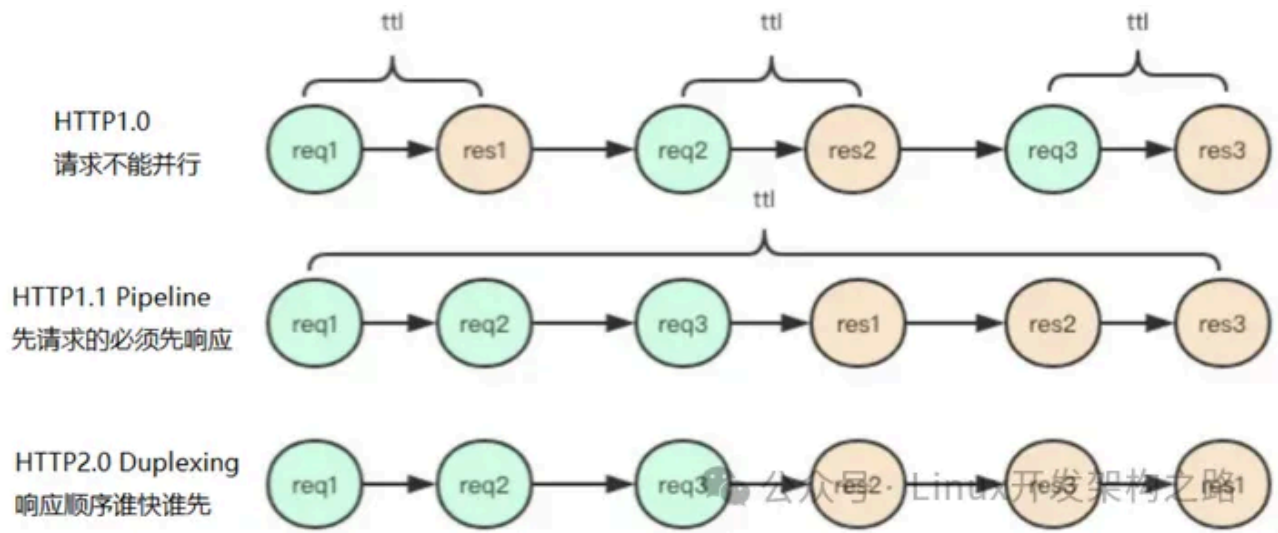 ttl ttl ttl
HTTP1.0
请求不能并行
req1 res1 req2 res2 req3 res3
ttl
HTTP1.1 Pipeline
先请求的必须先响应
req1 req2 req3 res1 res2 res3
HTTP2.0 Duplexing
响应顺序谁快谁先
req1 req2 req3 res2 res3 res1
公众号 · Linux开发架构之路